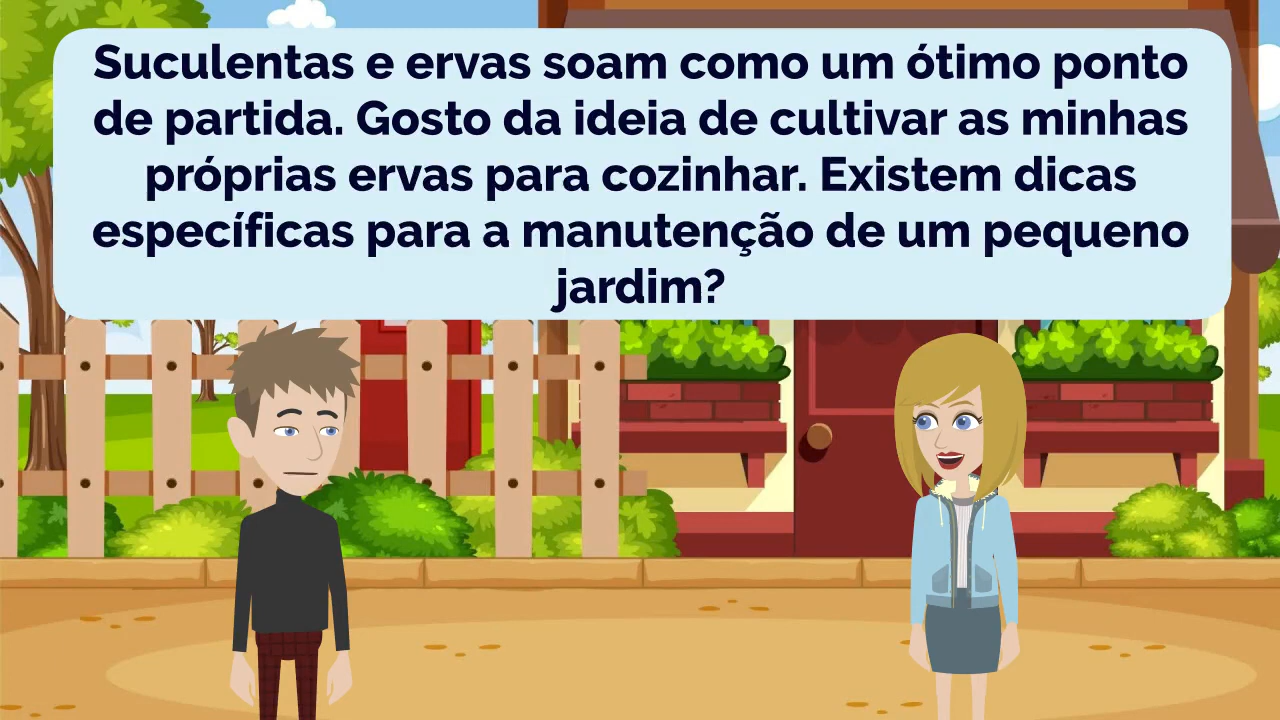 Suculentas e ervas soam como um ótimo ponto
de partida. Gosto da ideia de cultivar as minhas
próprias ervas para cozinhar. Existem dicas
específicas para a manutenção de um pequeno
jardim?